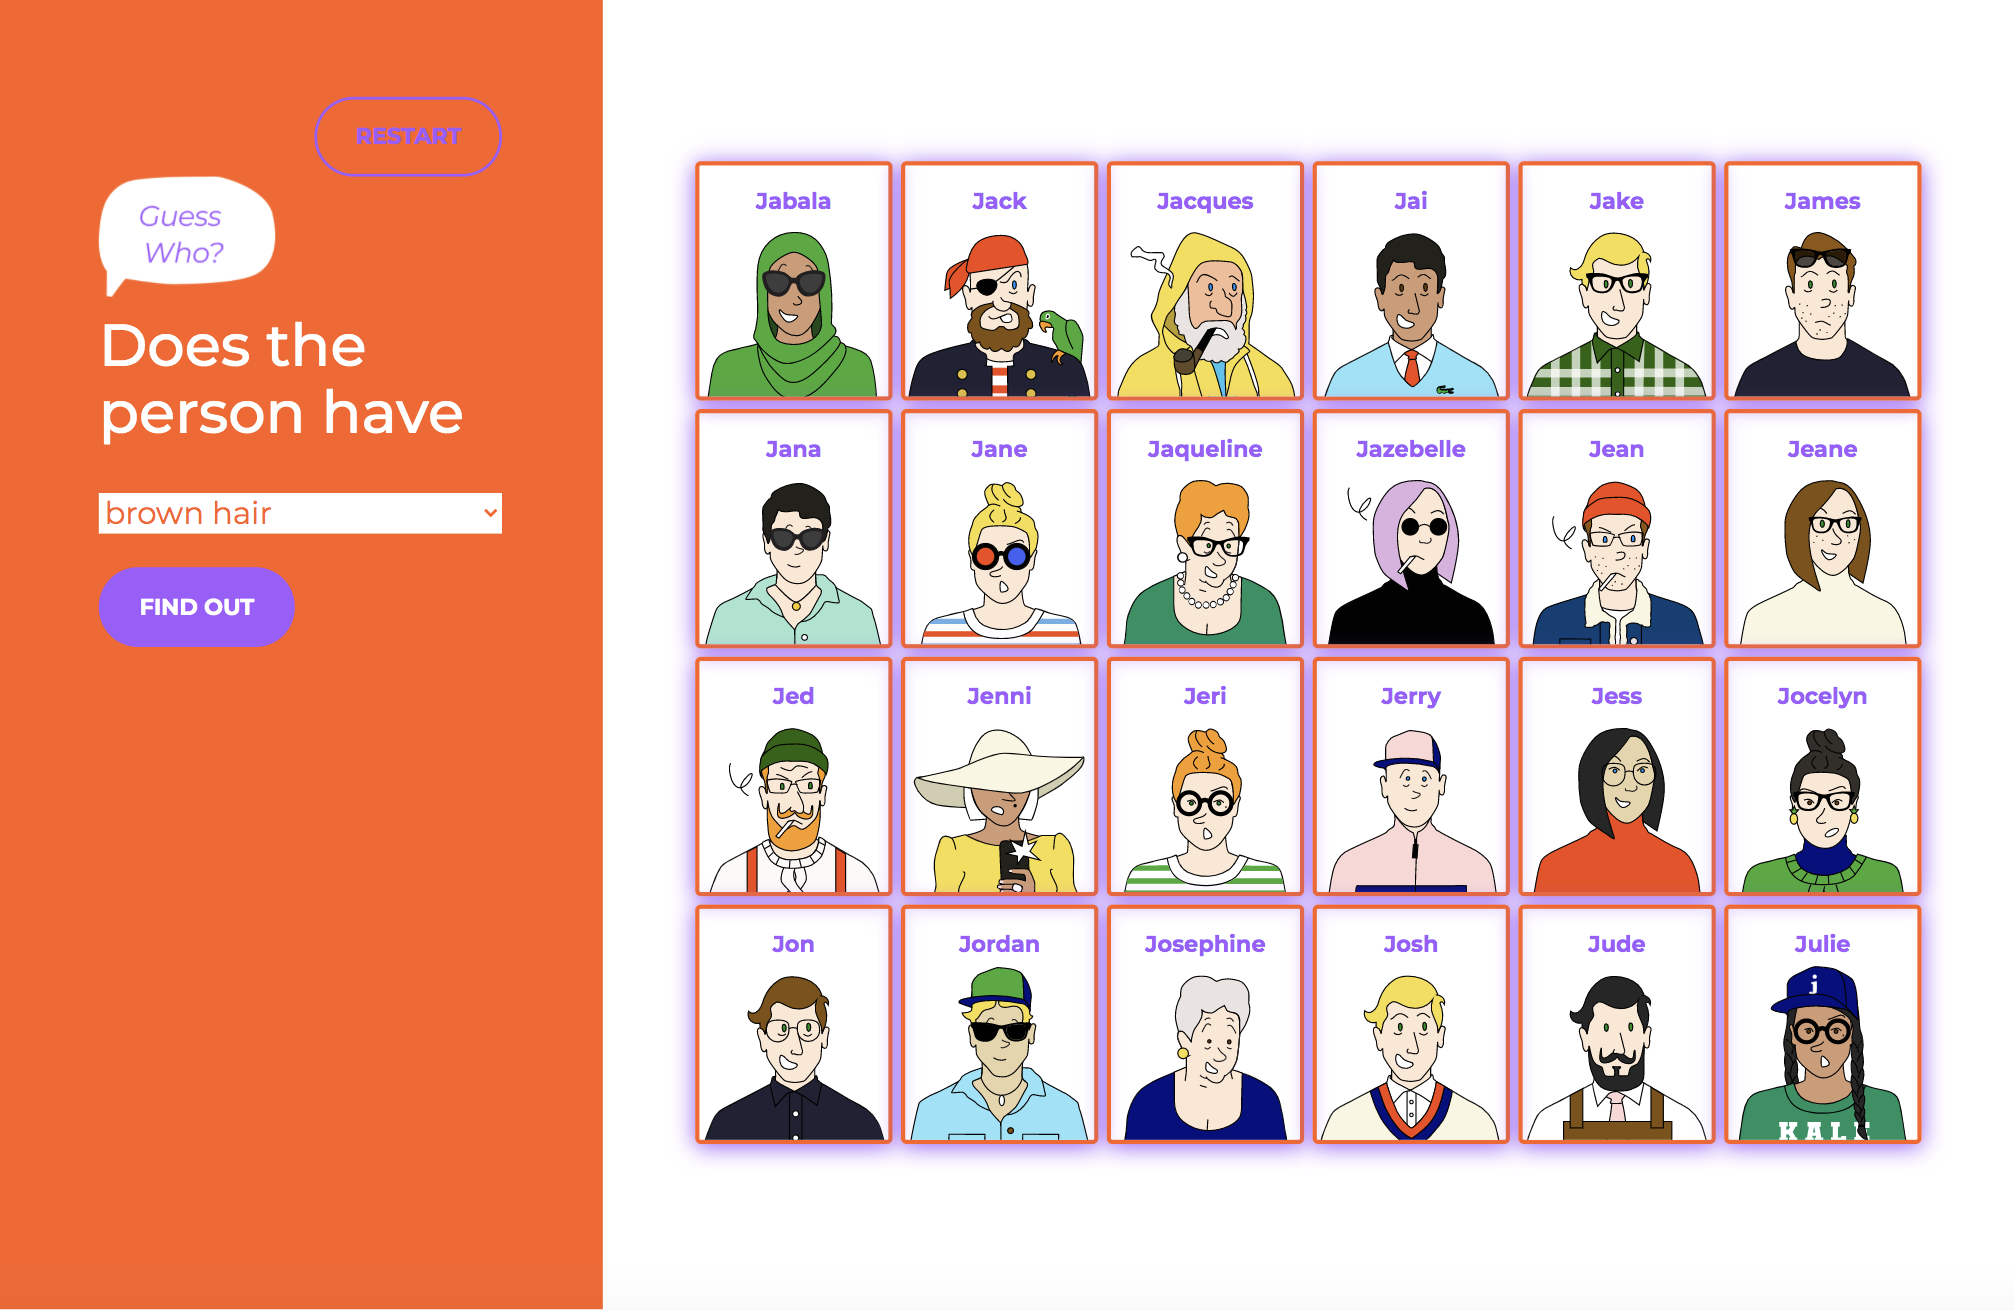 RESTART
Guess
Who?
Does the
person have
brown hair
FIND OUT
Jabala
Jack
Jacques
Jai
Jake
James
Jana
Jane
Jaqueline
Jazebelle
Jean
Jeane
Jed
Jenni
Jeri
Jerry
Jess
Jocelyn
Jon
Jordan
Josephine
Josh
Jude
Julie
j
KALE